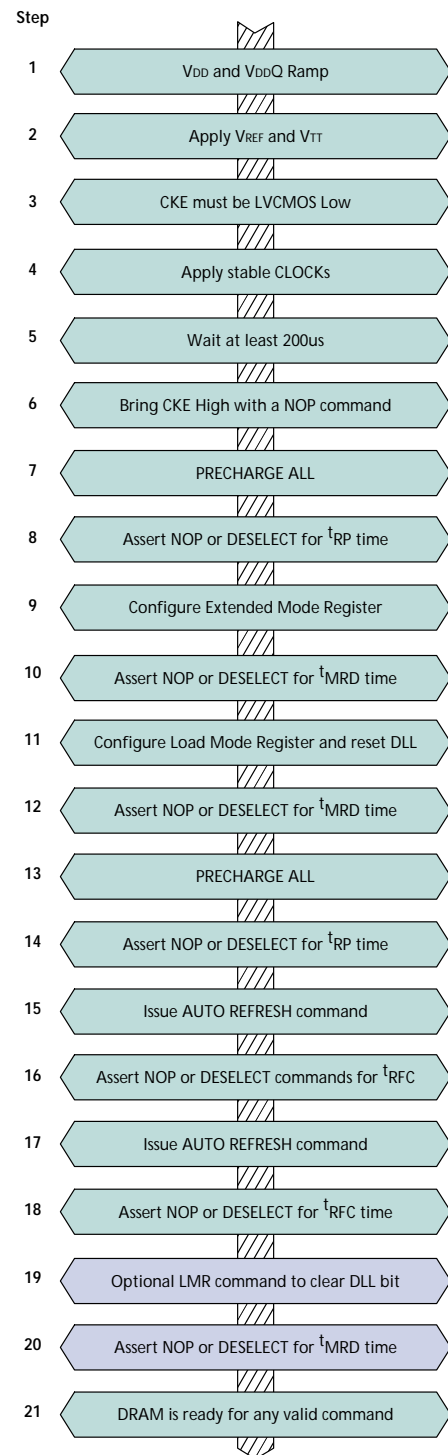 Step
1 VDD and VDDQ Ramp
2 Apply VREF and VTT
3 CKE must be LVCMOS Low
4 Apply stable CLOCKs
5 Wait at least 200us
6 Bring CKE High with a NOP command
7 PRECHARGE ALL
8 Assert NOP or DESELECT for tRP time
9 Configure Extended Mode Register
10 Assert NOP or DESELECT for tMRD time
11 Configure Load Mode Register and reset DLL
12 Assert NOP or DESELECT for tMRD time
13 PRECHARGE ALL
14 Assert NOP or DESELECT for tRP time
15 Issue AUTO REFRESH command
16 Assert NOP or DESELECT commands for tRFC
17 Issue AUTO REFRESH command
18 Assert NOP or DESELECT for tRFC time
19 Optional LMR command to clear DLL bit
20 Assert NOP or DESELECT for tMRD time
21 DRAM is ready for any valid command